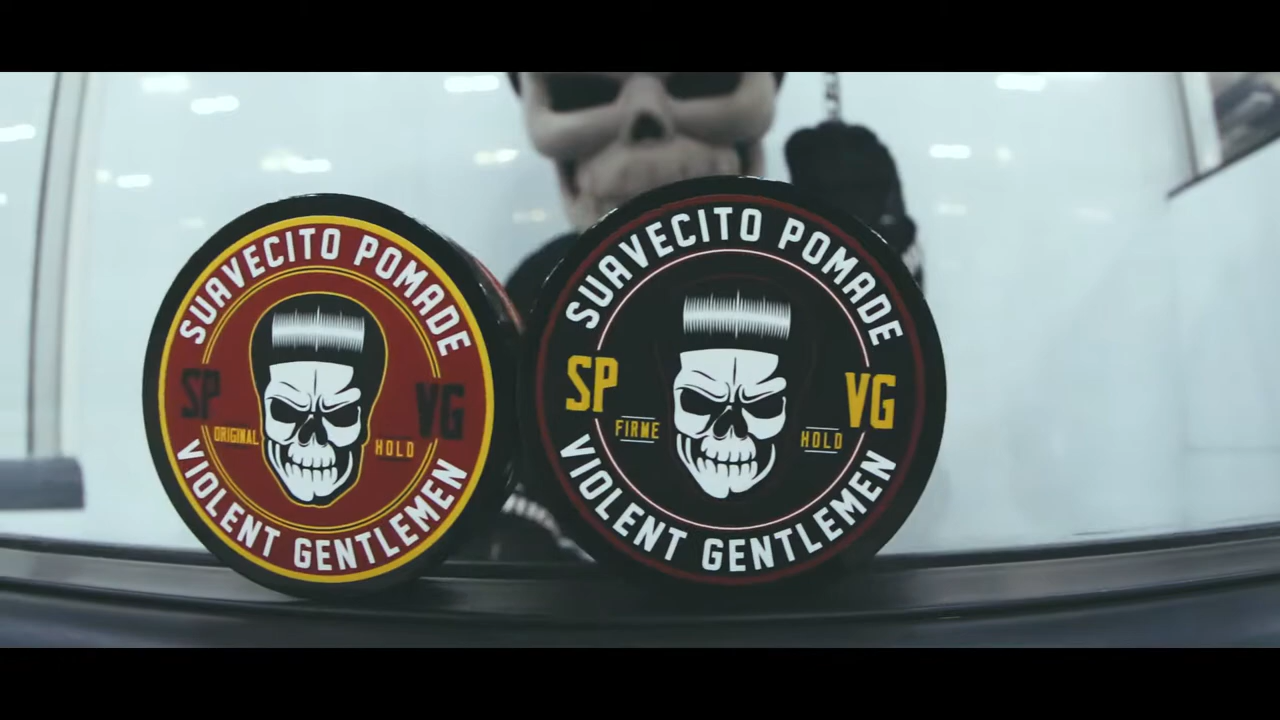 SUAVECITO POMADE
SP VG
ORIGINAL HOLD
VIOLENT GENTLEMEN
SUAVECITO POMADE
SP VG
FIRME HOLD
VIOLENT GENTLEMEN